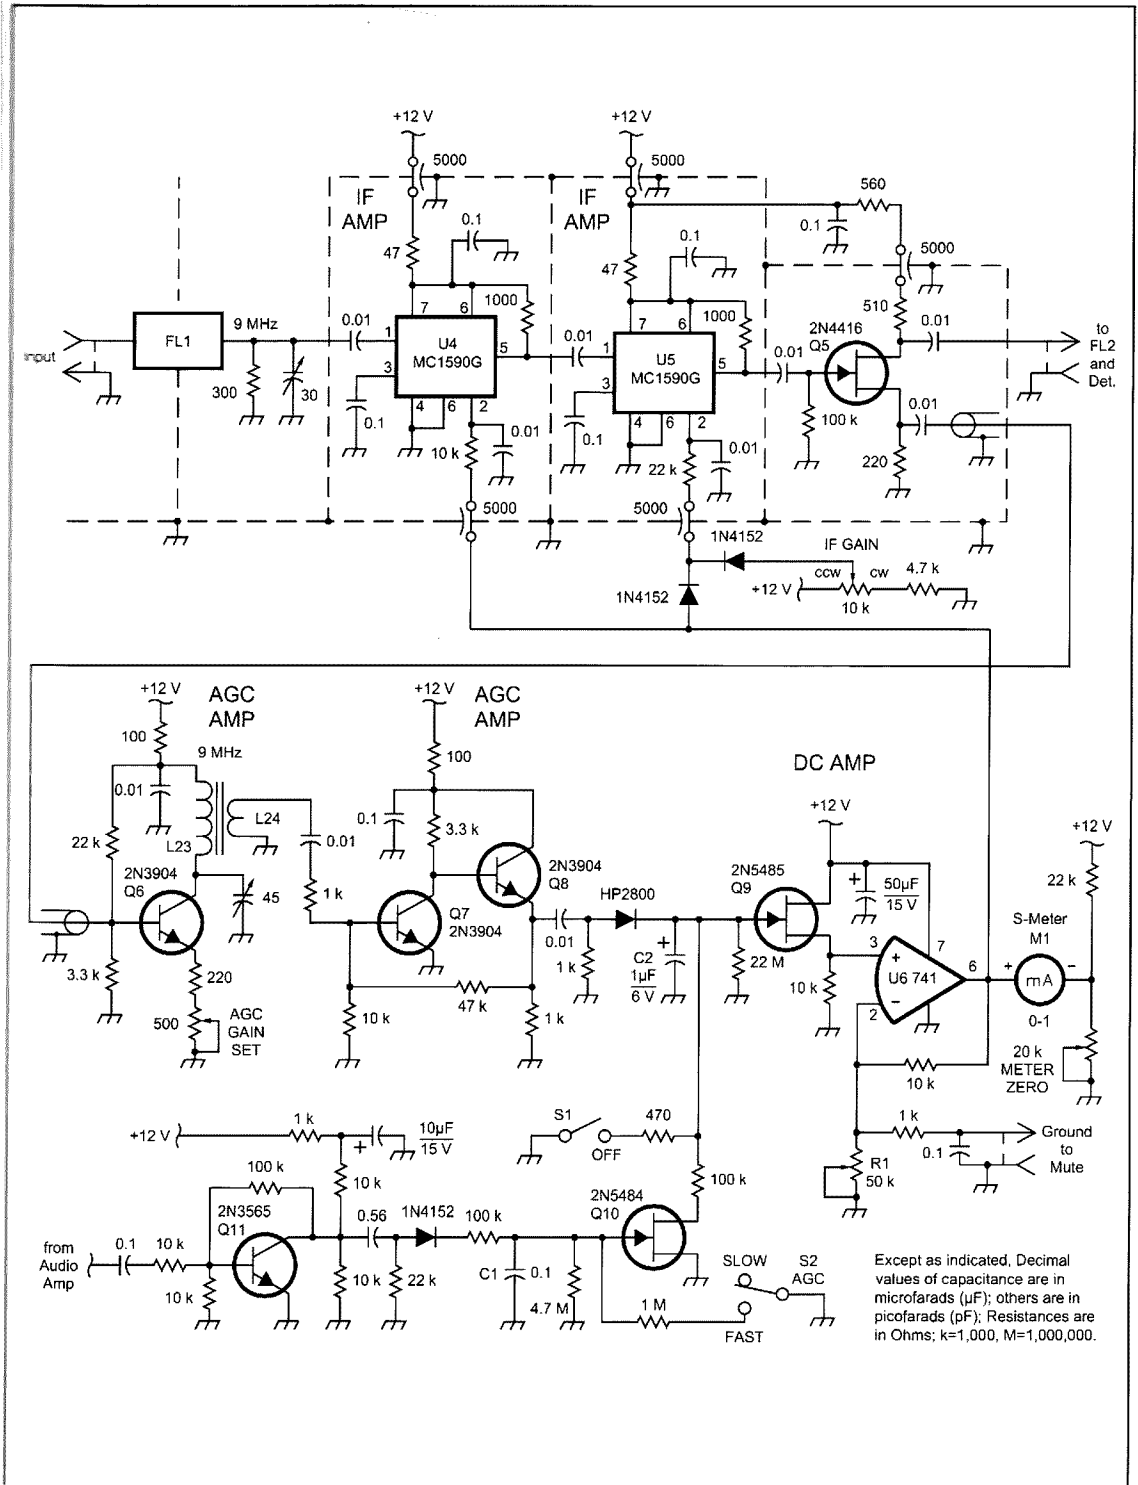 +12 V
+12 V
5000
5000
IF
AMP
IF
AMP
560
0.1
0.1
0.1
47
47
5000
1000
1000
510
7
6
7
6
9 MHz
0.01
0.01
2N4416
Q5
0.01
to
FL2
and
Det.
Input
FL1
1
U4
MC1590G
5
1
U5
MC1590G
5
0.01
3
3
300
30
0.1
4
6
2
0.1
4
6
2
100 k
0.01
10 k
0.01
22 k
0.01
220
5000
5000
1N4152
IF GAIN
CCW
CW
4.7 k
1N4152
+12 V
10 k
+12 V
AGC
AMP
+12 V
AGC
AMP
100
9 MHz
100
DC AMP
0.01
L23
L24
0.1
3.3 k
+12 V
+12 V
22 k
0.01
2N3904
Q6
2N3904
Q8
2N5485
Q9
HP2800
+
50µF
15 V
22 k
45
1 k
Q7
2N3904
S-Meter
M1
3
7
+
U6 741
6
+
mA
–
0-1
–
2
0.01
+
C2
1µF
6 V
22 M
3.3 k
220
1 k
10 k
47 k
500
AGC
GAIN
SET
10 k
1 k
10 k
20 k
METER
ZERO
+12 V
1 k
+
10µF
15 V
S1
OFF
470
1 k
Ground
to
Mute
0.1
R1
50 k
100 k
10 k
100 k
2N3565
Q11
0.56
1N4152
100 k
2N5484
Q10
from
Audio
Amp
0.1
10 k
10 k
10 k
22 k
C1
0.1
4.7 M
1 M
SLOW
FAST
S2
AGC
Except as indicated, Decimal
values of capacitance are in
microfarads (µF); others are in
picofarads (pF); Resistances are
in Ohms; k=1,000, M=1,000,000.